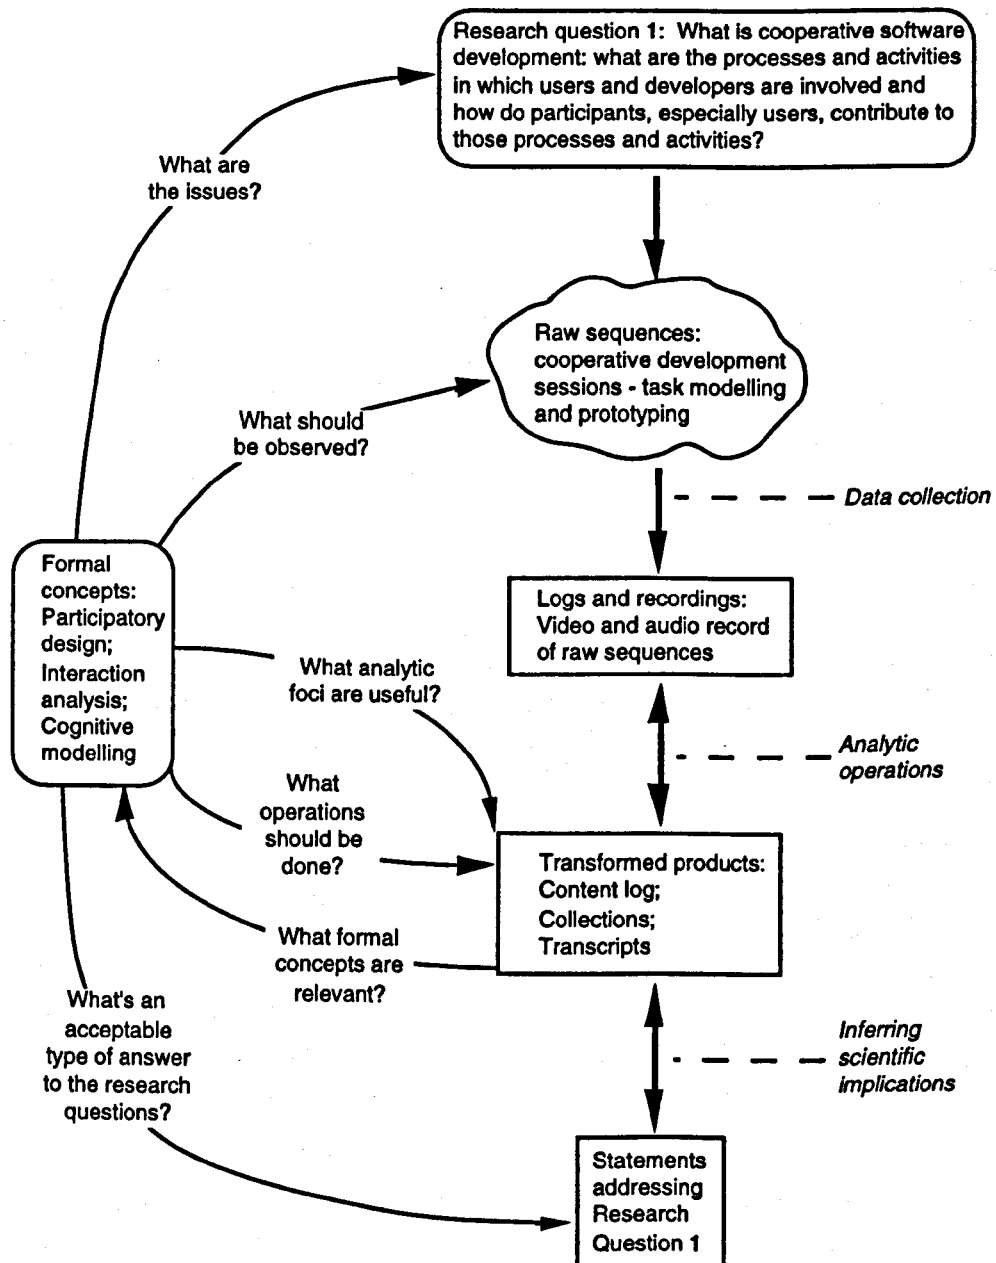 Research question 1: What is cooperative software
development: what are the processes and activities
in which users and developers are involved and
how do participants, especially users, contribute to
those processes and activities?
What are
the issues?
Raw sequences:
cooperative development
sessions - task modelling
and prototyping
What should
be observed?
Data collection
Formal
concepts:
Participatory
design;
Interaction
analysis;
Cognitive
modelling
Logs and recordings:
Video and audio record
of raw sequences
What analytic
foci are useful?
Analytic
operations
What
operations
should be
done?
Transformed products:
Content log;
Collections;
Transcripts
What formal
concepts are
relevant?
What's an
acceptable
type of answer
to the research
questions?
Inferring
scientific
implications
Statements
addressing
Research
Question 1